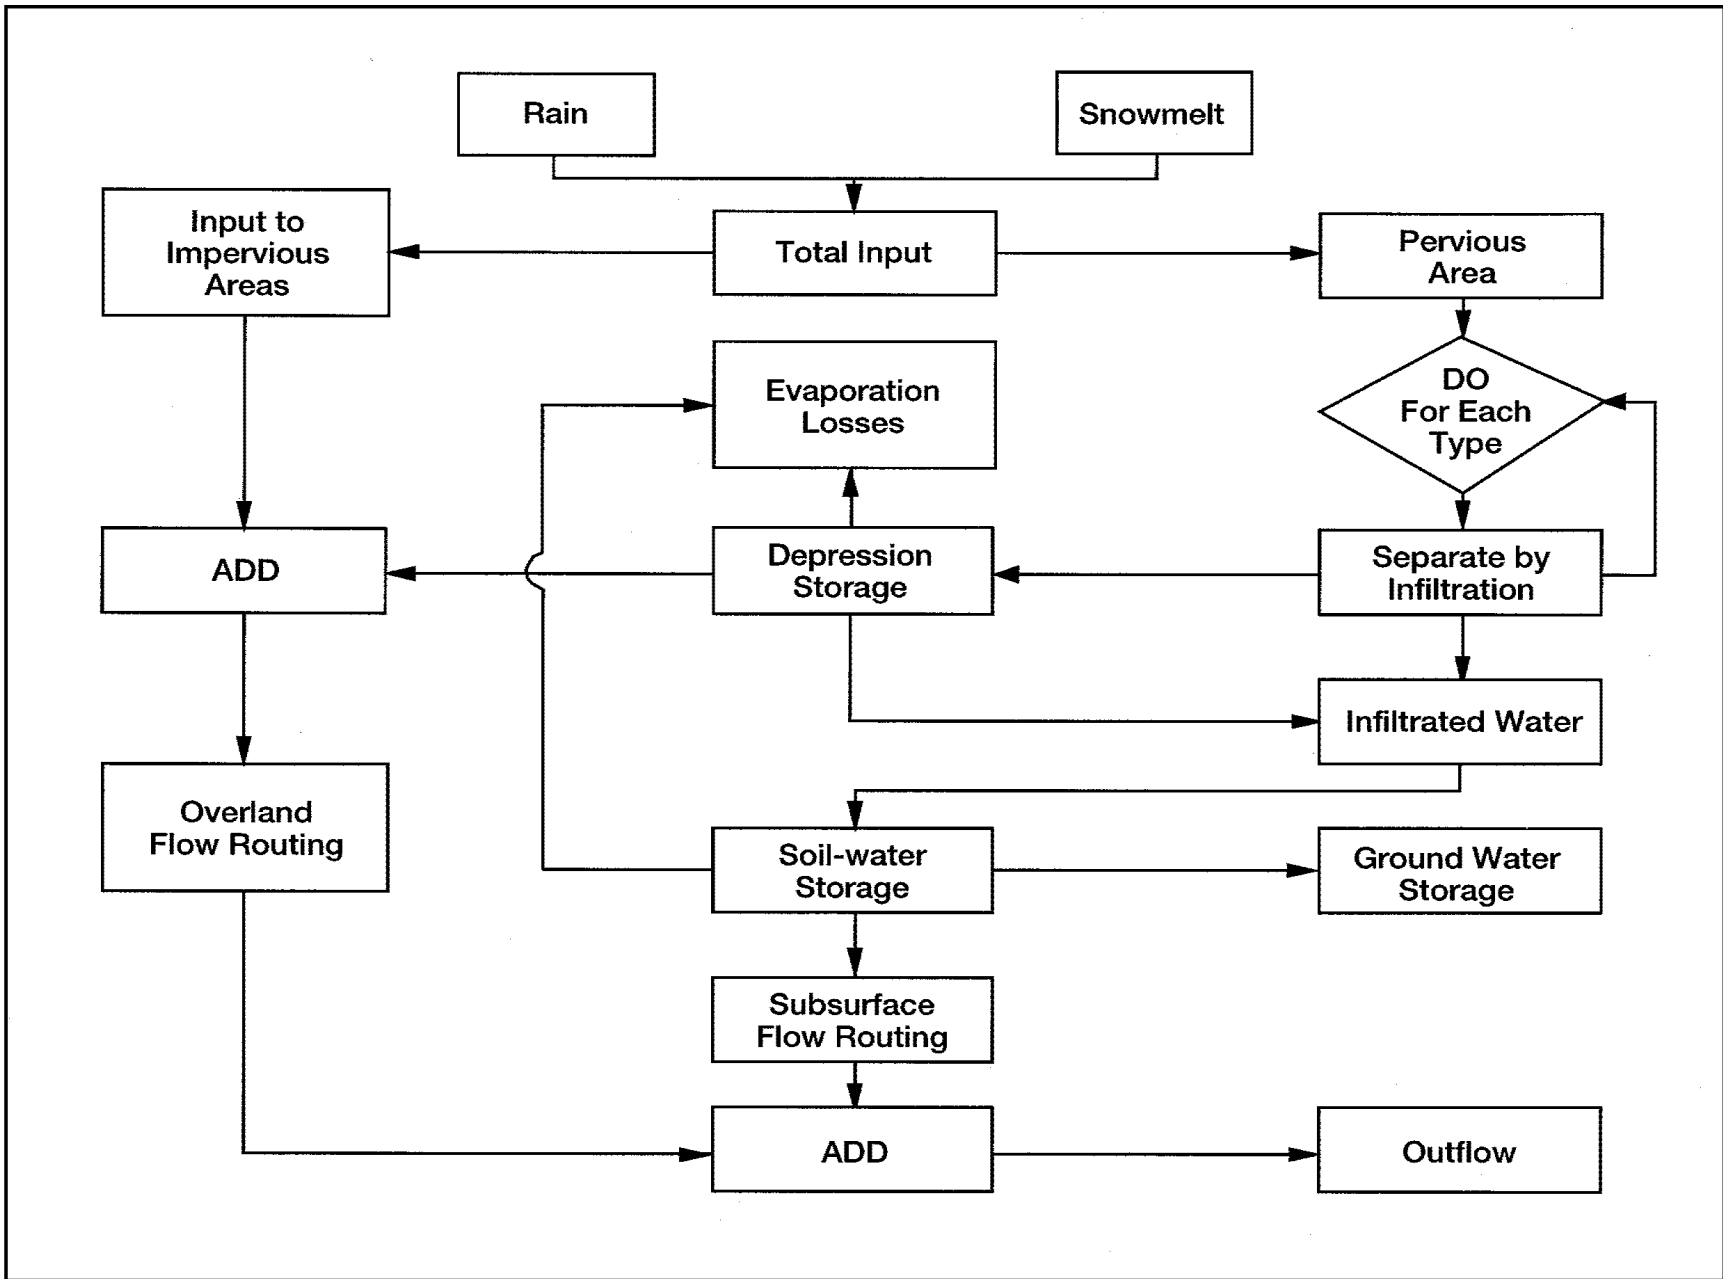 Rain
Snowmelt
Input to
Impervious
Areas
Total Input
Pervious
Area
Evaporation
Losses
DO
For Each
Type
ADD
Depression
Storage
Separate by
Infiltration
Infiltrated Water
Overland
Flow Routing
Soil-water
Storage
Ground Water
Storage
Subsurface
Flow Routing
ADD
Outflow